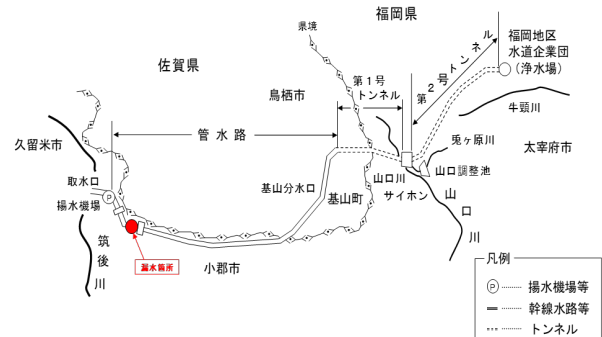 福岡県
県境
福岡地区
水道企業団
（浄水場）
第２号トンネル
佐賀県
鳥栖市
第１号
トンネル
牛頸川
兎ヶ原川
太宰府市
久留米市
管水路
山口調整池
山口川
サイホン
取水口
揚水機場
基山分水口
基山町
山口川
筑後川
漏水箇所
小郡市
凡例
Ｐ 揚水機場等
幹線水路等
トンネル